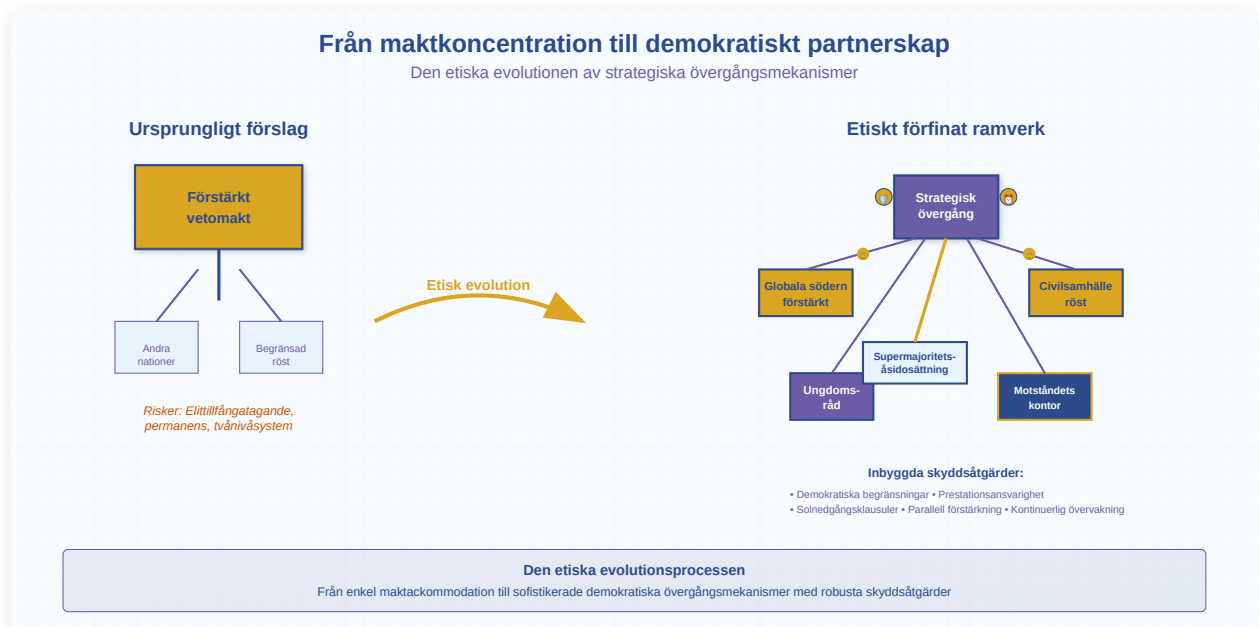 Från maktkoncentration till demokratiskt partnerskap
Den etiska evolutionen av strategiska övergångsmekanismer
Ursprungligt förslag
Förstärkt
vetomakt
Andra
nationer
Begränsad
röst
Risker: Elittillfångatagande,
permanens, tvånivåsystem
Etisk evolution
Etiskt förfinat ramverk
Strategisk
övergång
Globala södern
förstärkt
Civilsamhälle
röst
Supermajoritets-
åsidosättning
Ungdoms-
råd
Motståndets
kontor
Inbyggda skyddsåtgärder:
• Demokratiska begränsningar • Prestationsansvarighet
• Solnedgångsklausuler • Parallell förstärkning • Kontinuerlig övervakning
Den etiska evolutionsprocessen
Från enkel maktackommodation till sofistikerade demokratiska övergångsmekanismer med robusta skyddsåtgärder